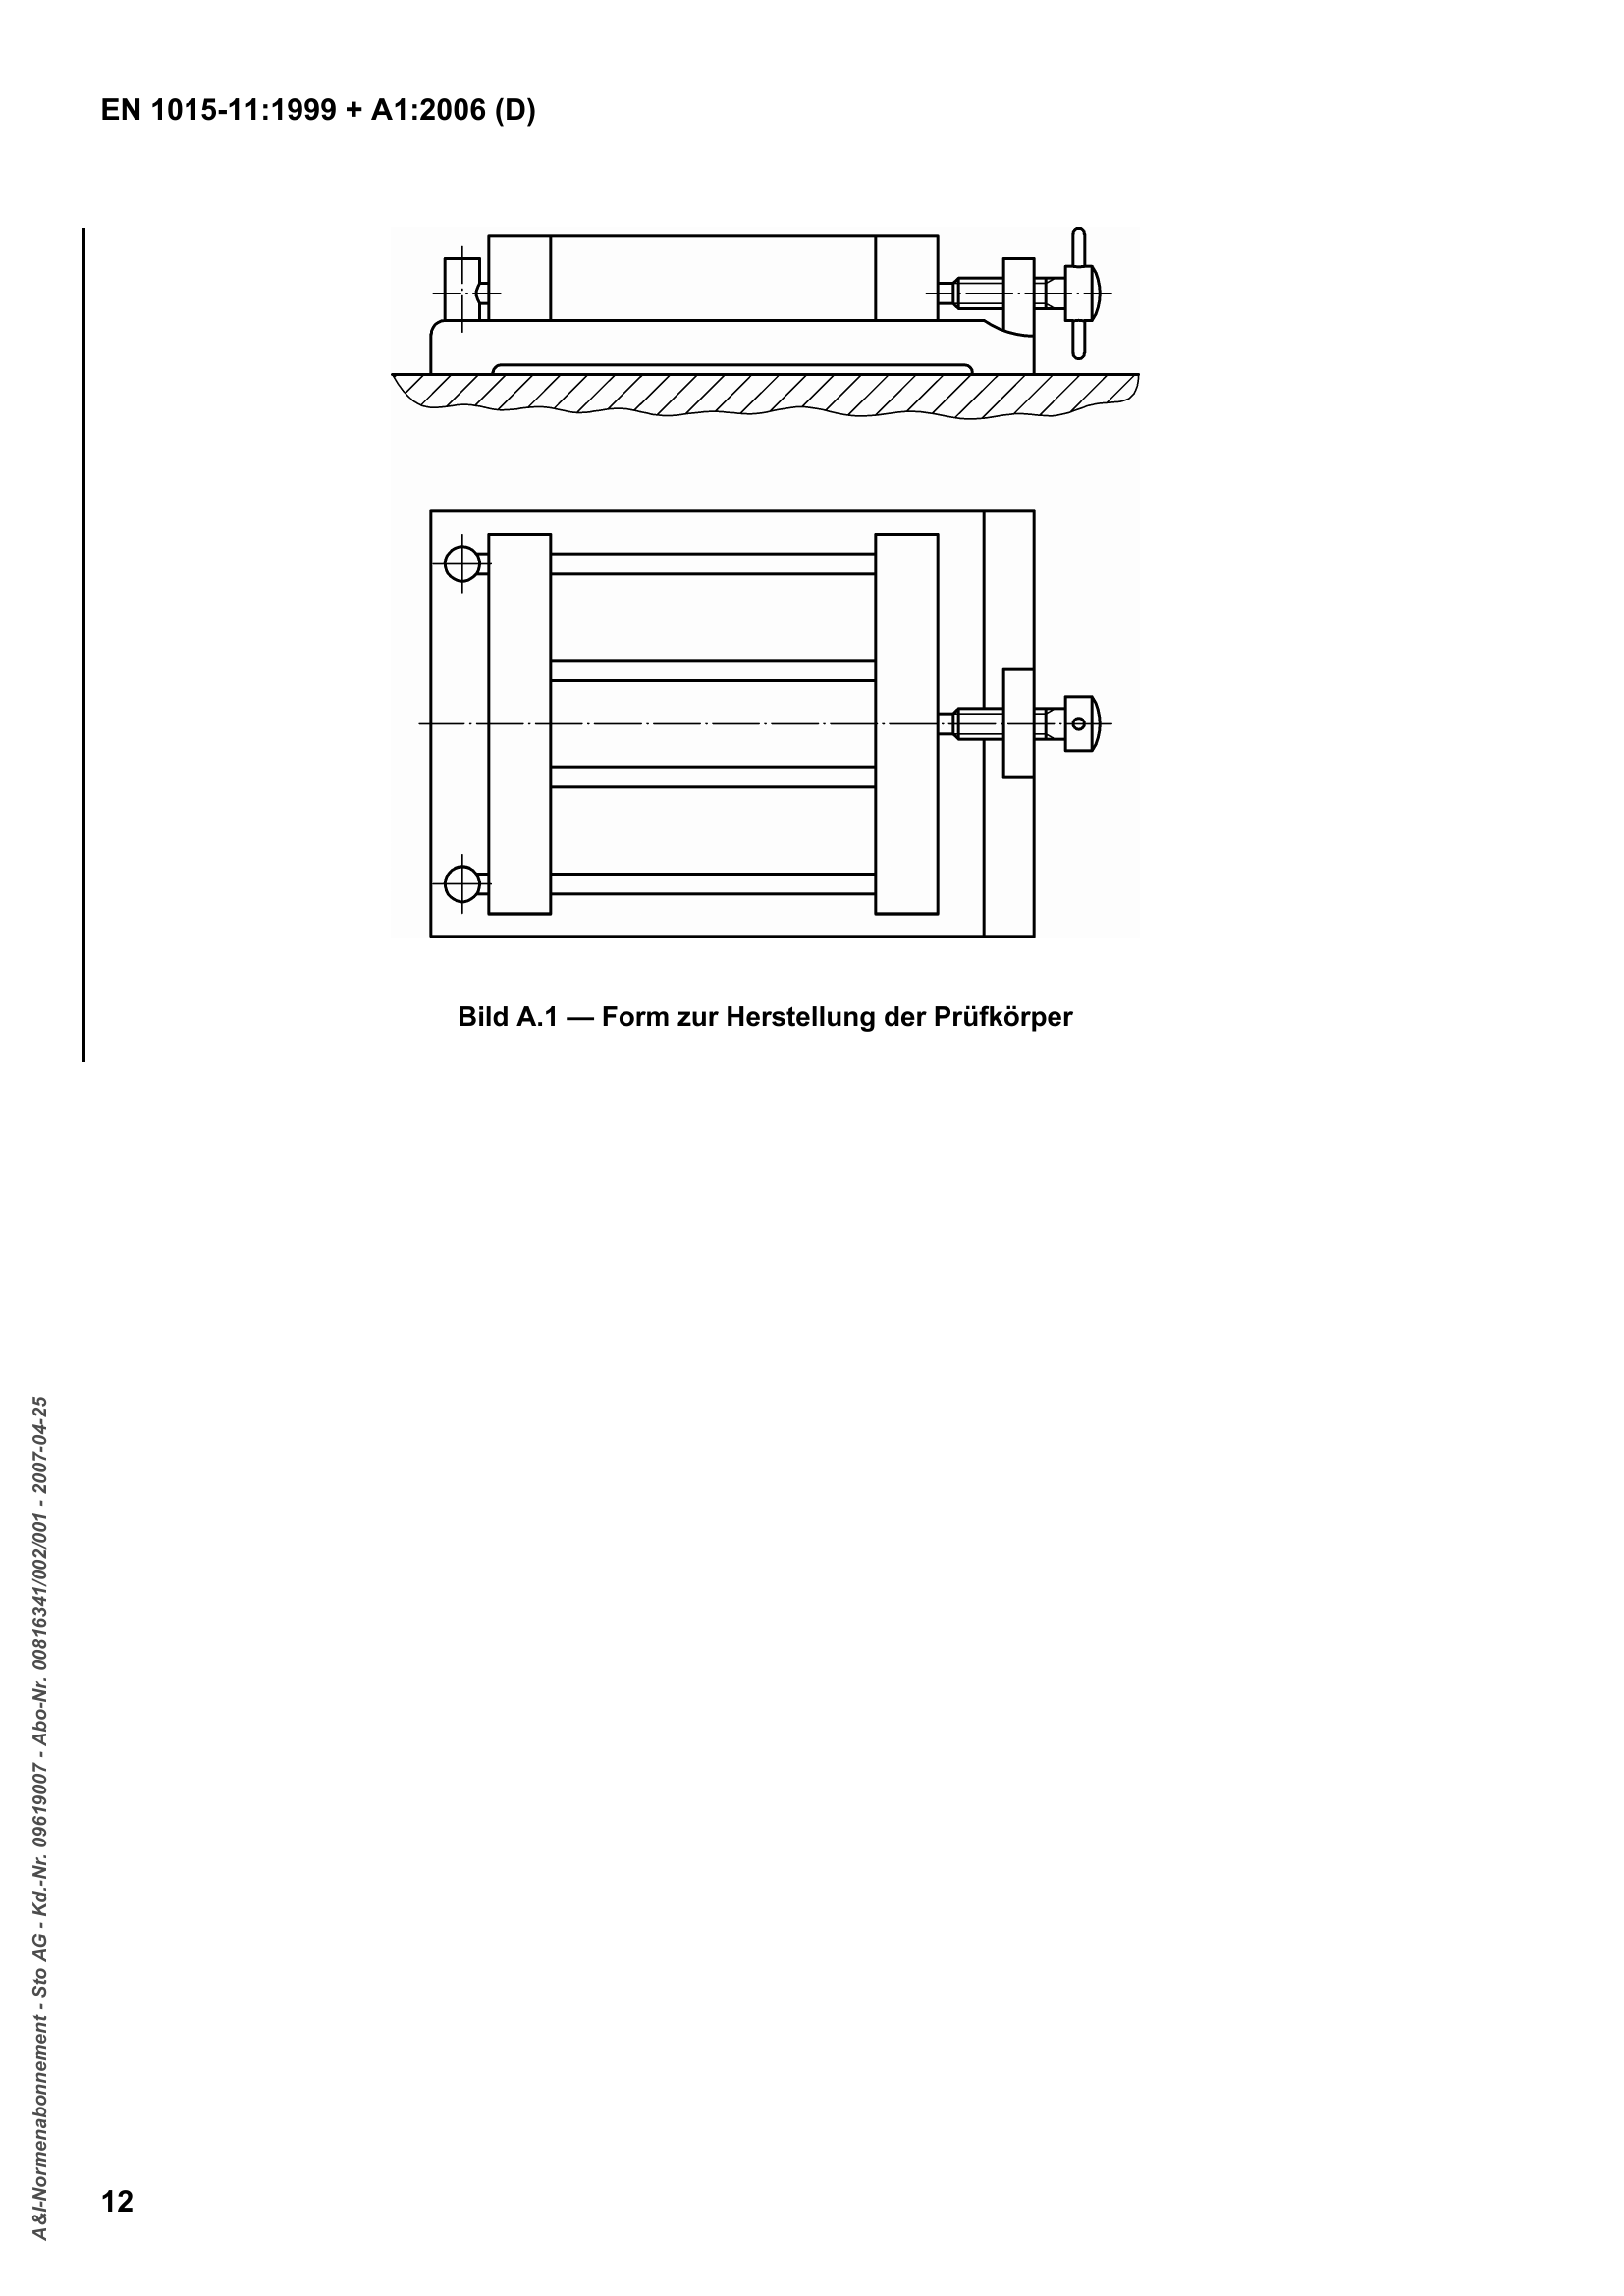 EN 1015-11:1999 + A1:2006 (D)
Bild A.1 — Form zur Herstellung der Prüfkörper
A&I-Normenabonnement - Sto AG - Kd.-Nr. 09619007 - Abo-Nr. 00816341/002/001 - 2007-04-25
12